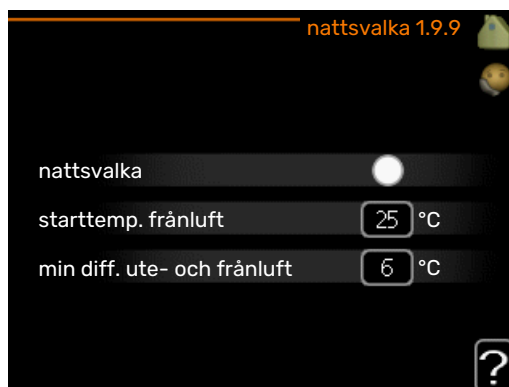 nattsvalka 1.9.9
nattsvalka
starttemp. frånluft 25 °C
min diff. ute- och frånluft 6 °C
?